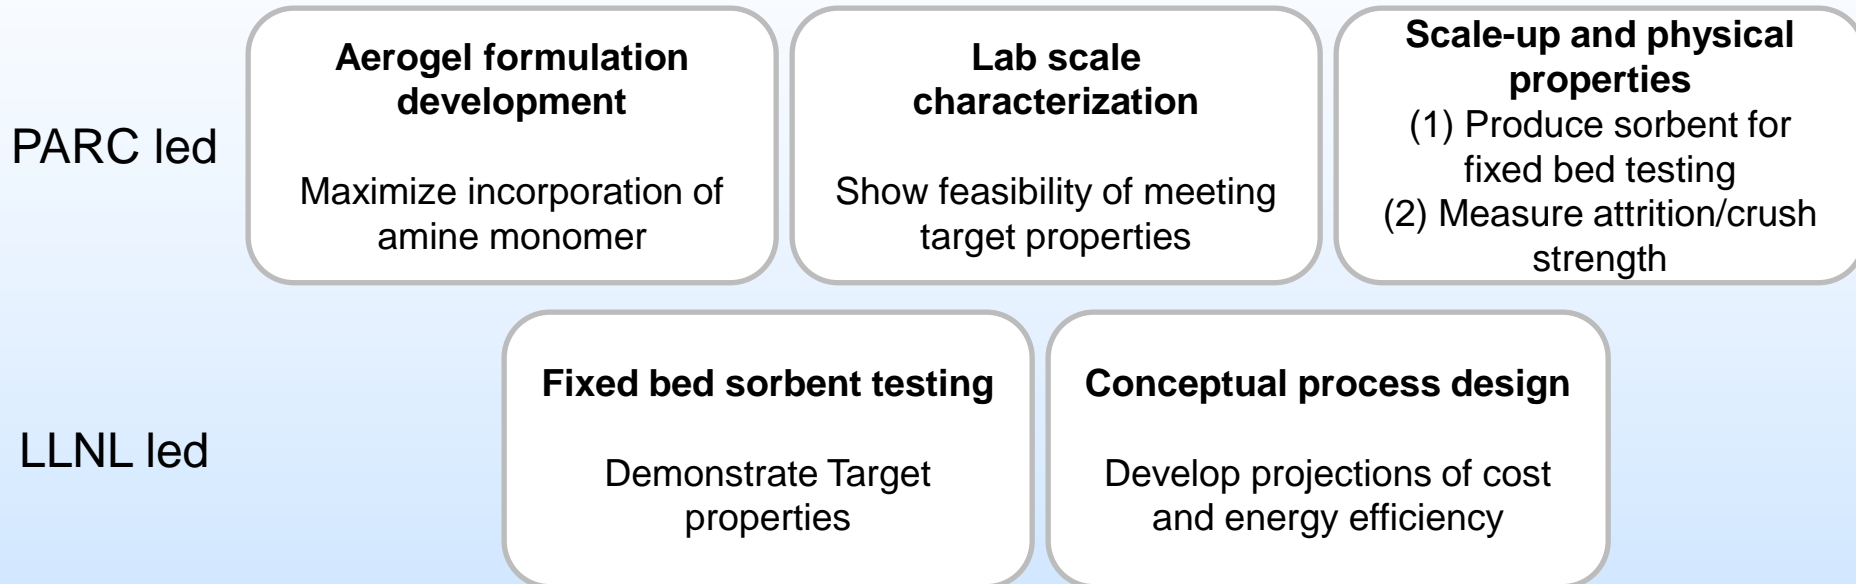 PARC led
Aerogel formulation
development
Maximize incorporation of
amine monomer
Lab scale
characterization
Show feasibility of meeting
target properties
Scale-up and physical
properties
(1) Produce sorbent for
fixed bed testing
(2) Measure attrition/crush
strength
LLNL led
Fixed bed sorbent testing
Demonstrate Target
properties
Conceptual process design
Develop projections of cost
and energy efficiency